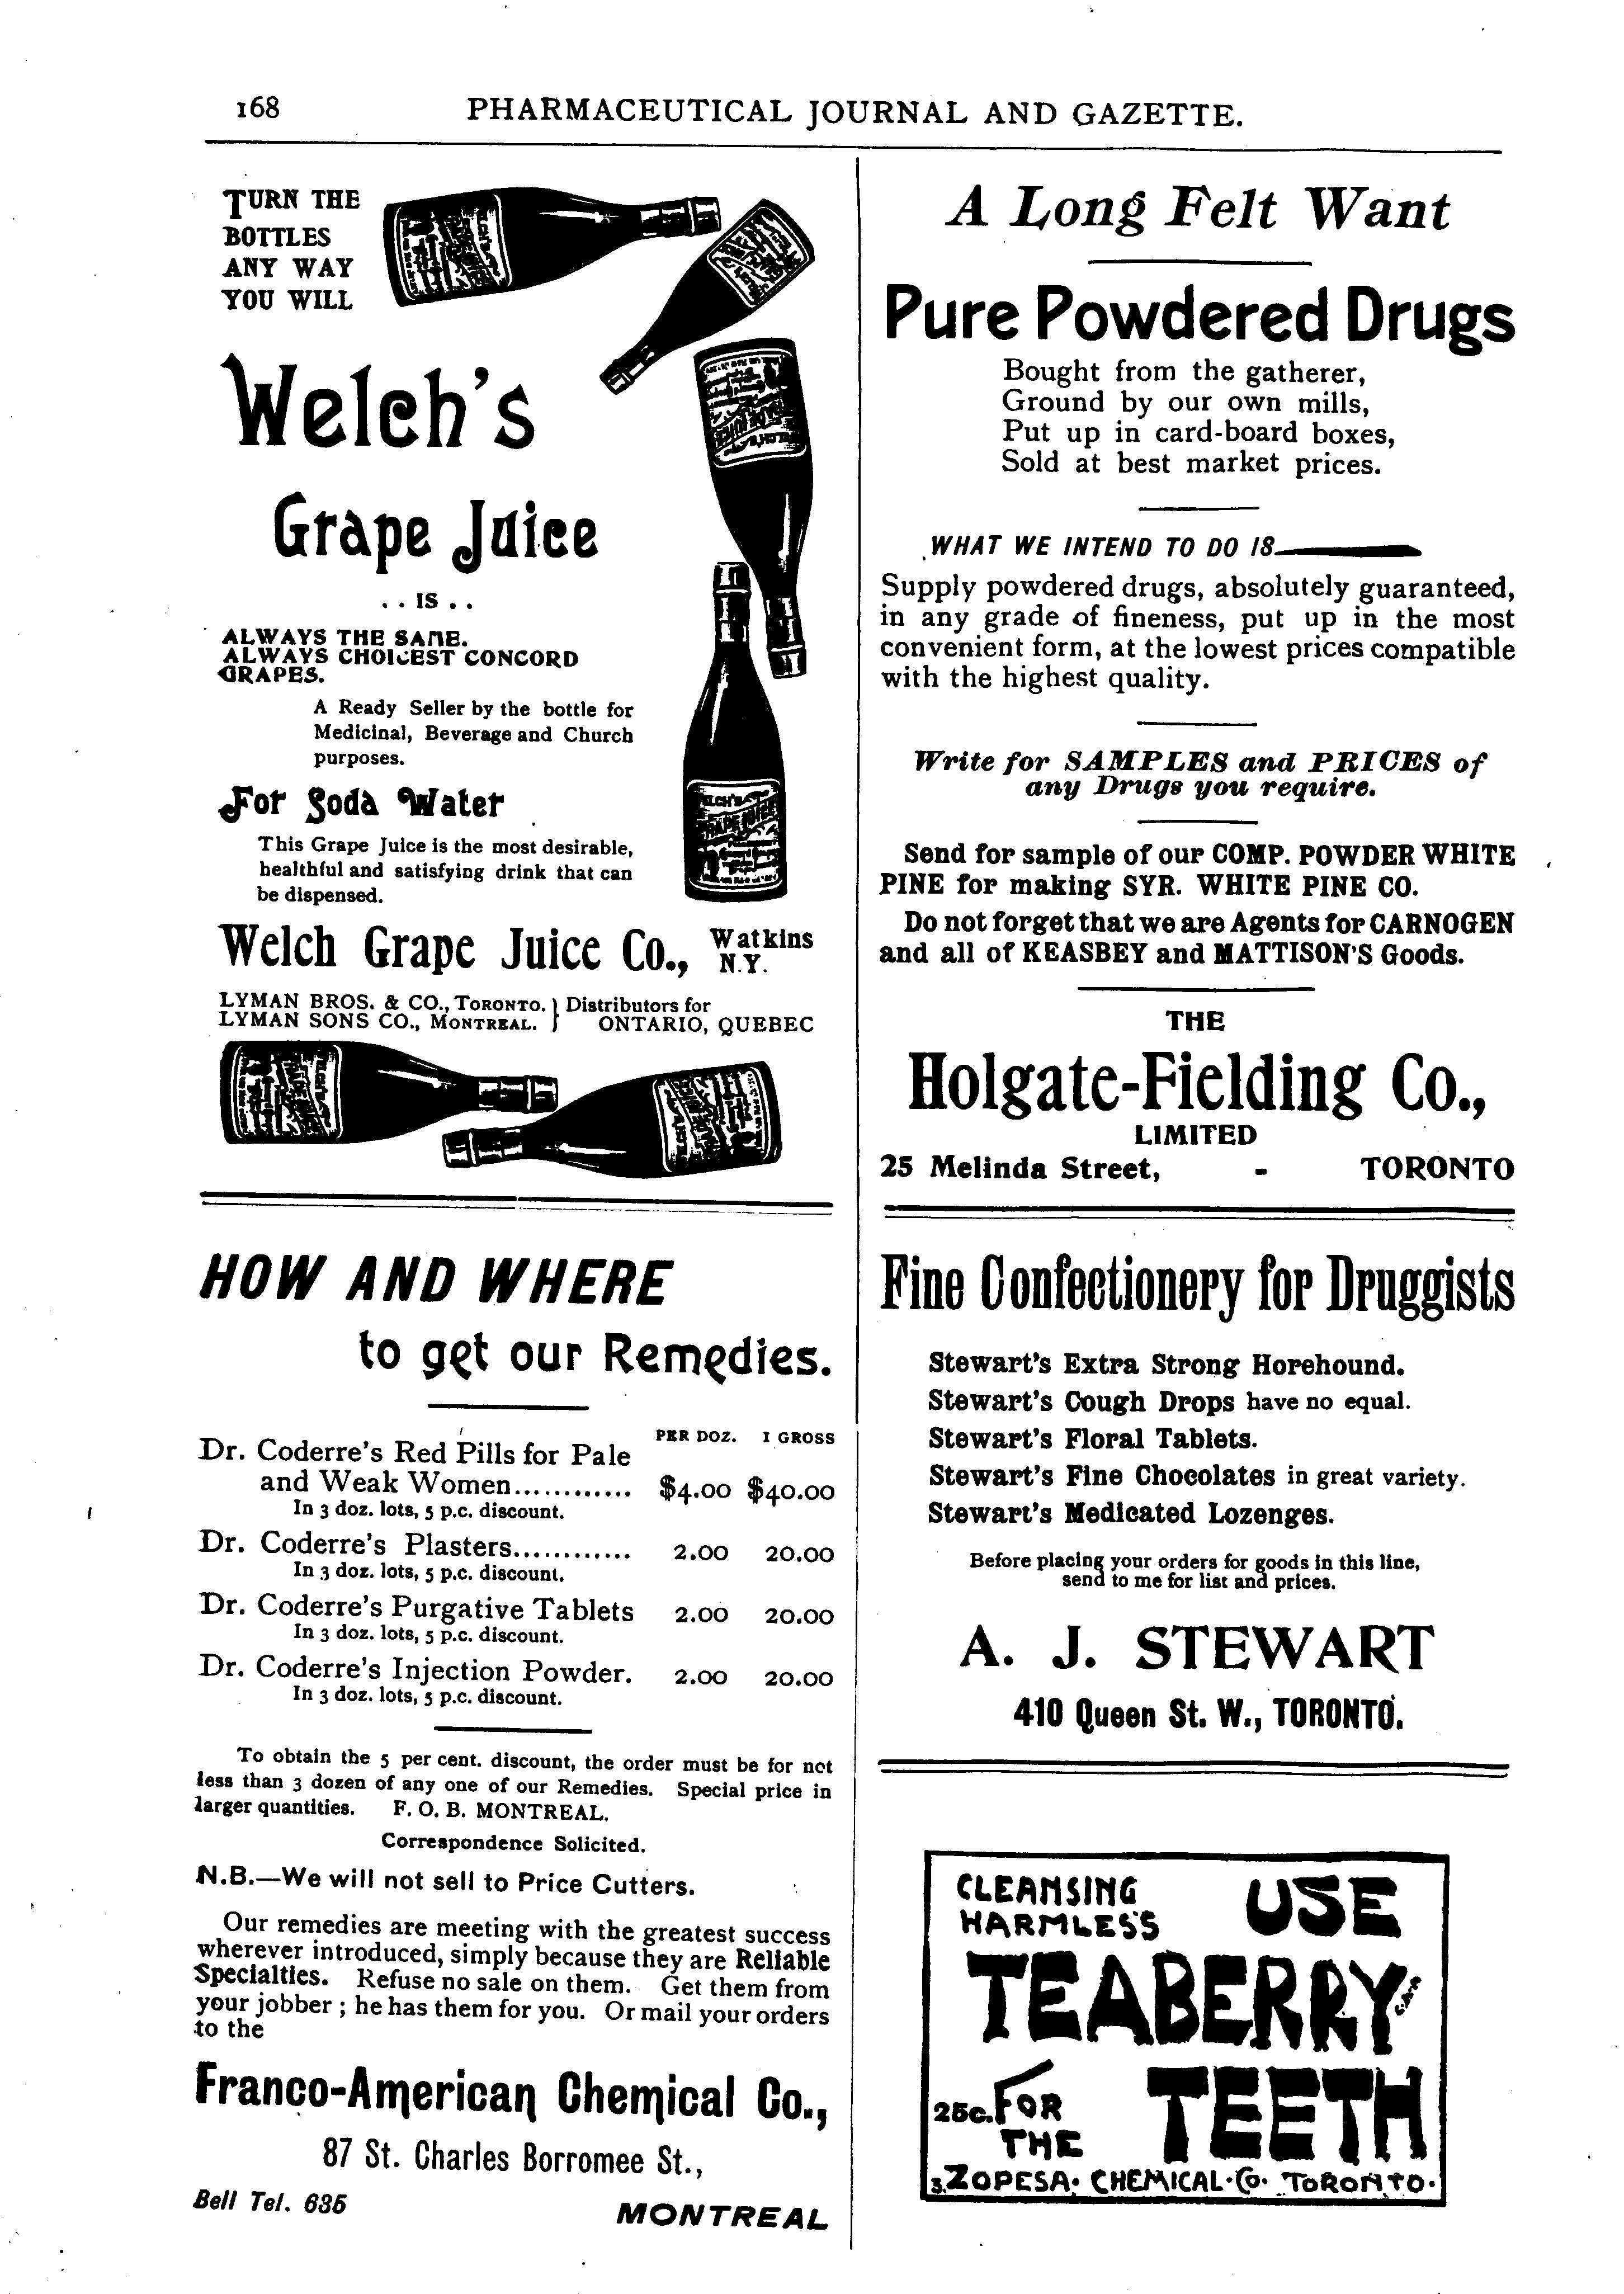 168 PHARMACEUTICAL JOURNAL AND GAZETTE.
TURN THE
BOTTLES
ANY WAY
YOU WILL
Welch's
Grape Juice
. . IS . .
ALWAYS THE SAME.
ALWAYS CHOICEST CONCORD
GRAPES.
A Ready Seller by the bottle for
Medicinal, Beverage and Church
purposes.
For Soda Water
This Grape Juice is the most desirable,
healthful and satisfying drink that can
be dispensed.
Welch Grape Juice Co., Watkins
N.Y.
LYMAN BROS. & CO., TORONTO. } Distributors for
LYMAN SONS CO., MONTREAL. } ONTARIO, QUEBEC
HOW AND WHERE
to get our Remedies.
PER DOZ. 1 GROSS
Dr. Coderre's Red Pills for Pale
and Weak Women............ $4.00 $40.00
In 3 doz. lots, 5 p.c. discount.
Dr. Coderre's Plasters............ 2.00 20.00
In 3 doz. lots, 5 p.c. discount.
Dr. Coderre's Purgative Tablets 2.00 20.00
In 3 doz. lots, 5 p.c. discount.
Dr. Coderre's Injection Powder. 2.00 20.00
In 3 doz. lots, 5 p.c. discount.
To obtain the 5 per cent. discount, the order must be for not
less than 3 dozen of any one of our Remedies. Special price in
larger quantities. F. O. B. MONTREAL.
Correspondence Solicited.
N.B.—We will not sell to Price Cutters.
Our remedies are meeting with the greatest success
wherever introduced, simply because they are Reliable
Specialties. Refuse no sale on them. Get them from
your jobber ; he has them for you. Or mail your orders
to the
Franco-American Chemical Co.,
87 St. Charles Borromee St.,
Bell Tel. 635 MONTREAL
A Long Felt Want
Pure Powdered Drugs
Bought from the gatherer,
Ground by our own mills,
Put up in card-board boxes,
Sold at best market prices.
WHAT WE INTEND TO DO IS
Supply powdered drugs, absolutely guaranteed,
in any grade of fineness, put up in the most
convenient form, at the lowest prices compatible
with the highest quality.
Write for SAMPLES and PRICES of
any Drugs you require.
Send for sample of our COMP. POWDER WHITE
PINE for making SYR. WHITE PINE CO.
Do not forget that we are Agents for CARNOGEN
and all of KEASBEY and MATTISON'S Goods.
THE
Holgate-Fielding Co.,
LIMITED
25 Melinda Street, - TORONTO
Fine Confectionery for Druggists
Stewart's Extra Strong Horehound.
Stewart's Cough Drops have no equal.
Stewart's Floral Tablets.
Stewart's Fine Chocolates in great variety.
Stewart's Medicated Lozenges.
Before placing your orders for goods in this line,
send to me for list and prices.
A. J. STEWART
410 Queen St. W., TORONTO.
CLEANSING
HARMLESS
USE
TEABERRY
25c. FOR
THE
TEETH
ZOPESA. CHEMICAL. Co. TORONTO.